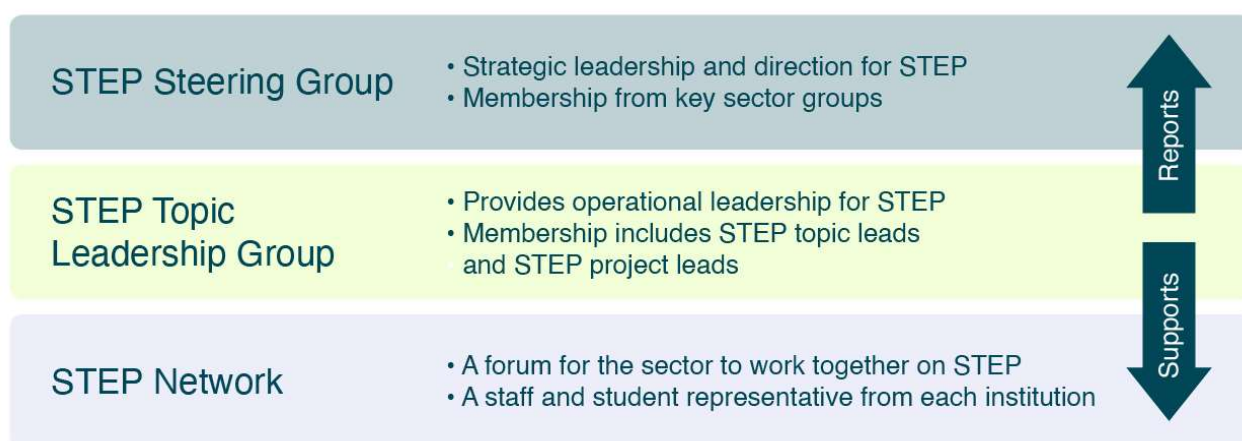 STEP Steering Group
• Strategic leadership and direction for STEP
• Membership from key sector groups
Reports
STEP Topic
Leadership Group
• Provides operational leadership for STEP
• Membership includes STEP topic leads
• and STEP project leads
Supports
STEP Network
• A forum for the sector to work together on STEP
• A staff and student representative from each institution